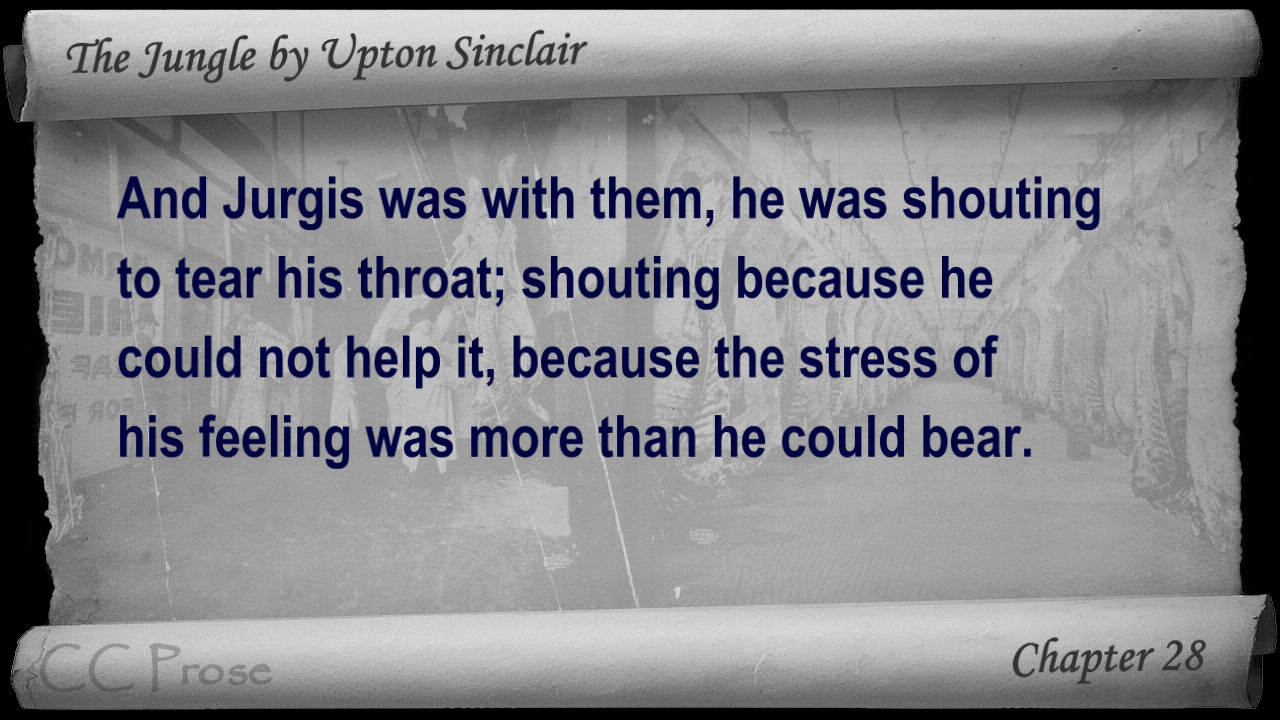 The Jungle by Upton Sinclair
And Jurgis was with them, he was shouting
to tear his throat; shouting because he
could not help it, because the stress of
his feeling was more than he could bear.
CC Prose
Chapter 28